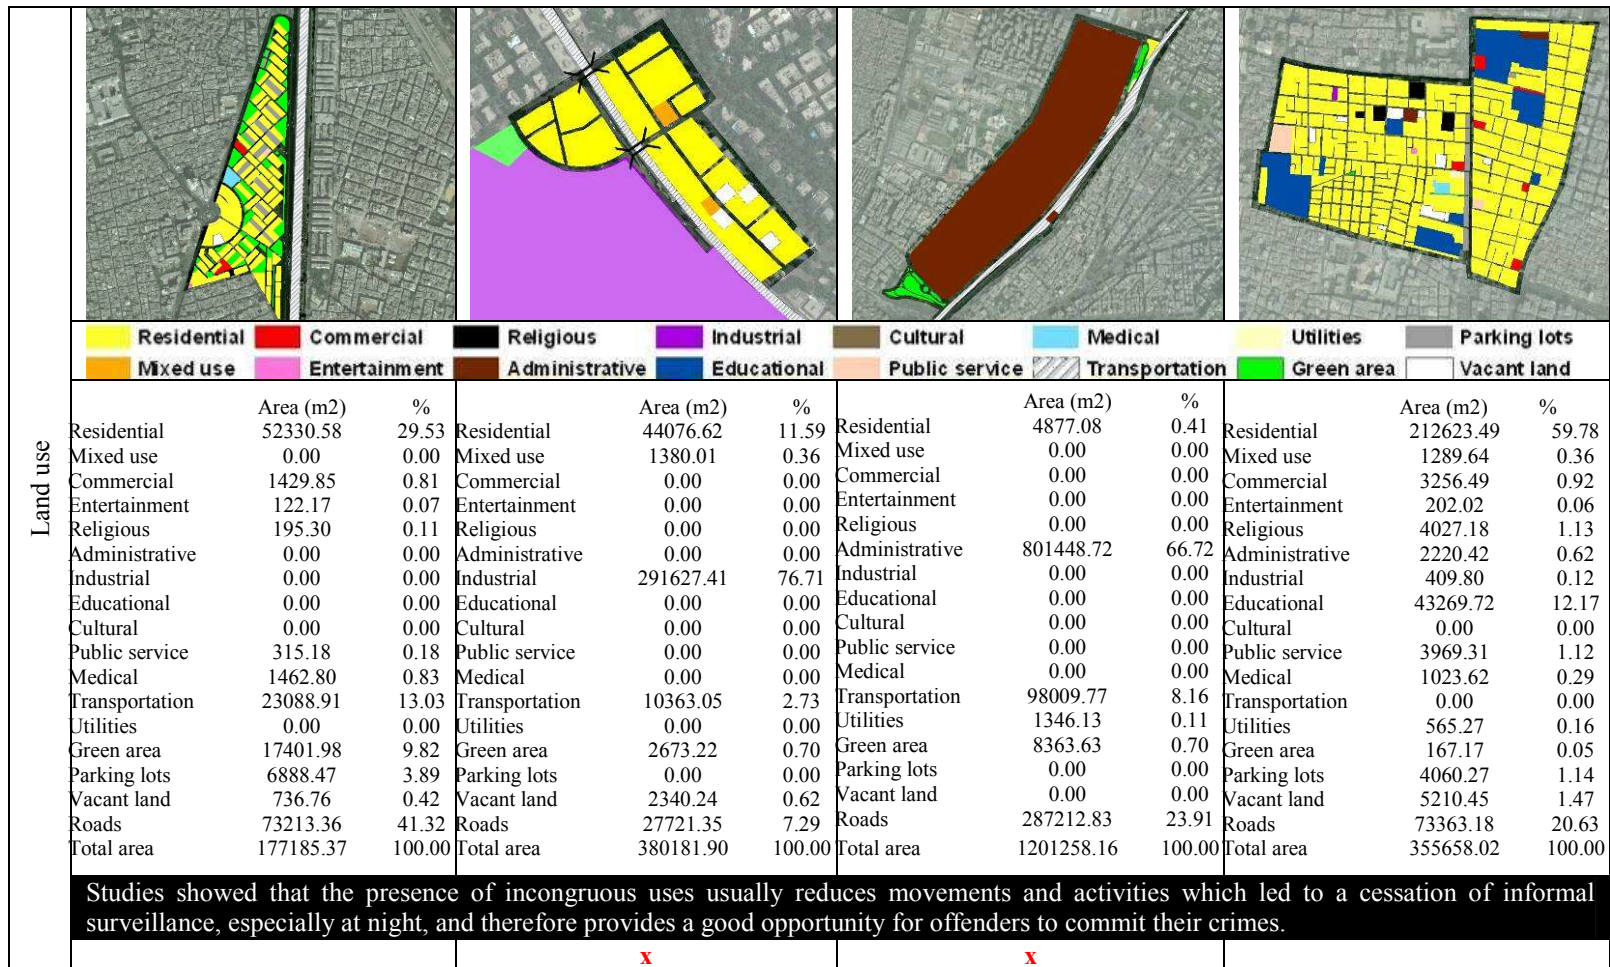 Land use
Residential Commercial Religious Industrial Cultural Medical Utilities Parking lots
Mixed use Entertainment Administrative Educational Public service Transportation Green area Vacant land
Area (m2) %
Residential 52330.58 29.53
Mixed use 0.00 0.00
Commercial 1429.85 0.81
Entertainment 122.17 0.07
Religious 195.30 0.11
Administrative 0.00 0.00
Industrial 0.00 0.00
Educational 0.00 0.00
Cultural 0.00 0.00
Public service 315.18 0.18
Medical 1462.80 0.83
Transportation 23088.91 13.03
Utilities 0.00 0.00
Green area 17401.98 9.82
Parking lots 6888.47 3.89
Vacant land 736.76 0.42
Roads 73213.36 41.32
Total area 177185.37 100.00
Area (m2) %
Residential 44076.62 11.59
Mixed use 1380.01 0.36
Commercial 0.00 0.00
Entertainment 0.00 0.00
Religious 0.00 0.00
Administrative 0.00 0.00
Industrial 291627.41 76.71
Educational 0.00 0.00
Cultural 0.00 0.00
Public service 0.00 0.00
Medical 0.00 0.00
Transportation 10363.05 2.73
Utilities 0.00 0.00
Green area 2673.22 0.70
Parking lots 0.00 0.00
Vacant land 2340.24 0.62
Roads 27721.35 7.29
Total area 380181.90 100.00
Area (m2) %
Residential 4877.08 0.41
Mixed use 0.00 0.00
Commercial 0.00 0.00
Entertainment 0.00 0.00
Religious 0.00 0.00
Administrative 801448.72 66.72
Industrial 0.00 0.00
Educational 0.00 0.00
Cultural 0.00 0.00
Public service 0.00 0.00
Medical 0.00 0.00
Transportation 98009.77 8.16
Utilities 1346.13 0.11
Green area 8363.63 0.70
Parking lots 0.00 0.00
Vacant land 0.00 0.00
Roads 287212.83 23.91
Total area 1201258.16 100.00
Area (m2) %
Residential 212623.49 59.78
Mixed use 1289.64 0.36
Commercial 3256.49 0.92
Entertainment 202.02 0.06
Religious 4027.18 1.13
Administrative 2220.42 0.62
Industrial 409.80 0.12
Educational 43269.72 12.17
Cultural 0.00 0.00
Public service 3969.31 1.12
Medical 1023.62 0.29
Transportation 0.00 0.00
Utilities 565.27 0.16
Green area 167.17 0.05
Parking lots 4060.27 1.14
Vacant land 5210.45 1.47
Roads 73363.18 20.63
Total area 355658.02 100.00
Studies showed that the presence of incongruous uses usually reduces movements and activities which led to a cessation of informal
surveillance, especially at night, and therefore provides a good opportunity for offenders to commit their crimes.
x x